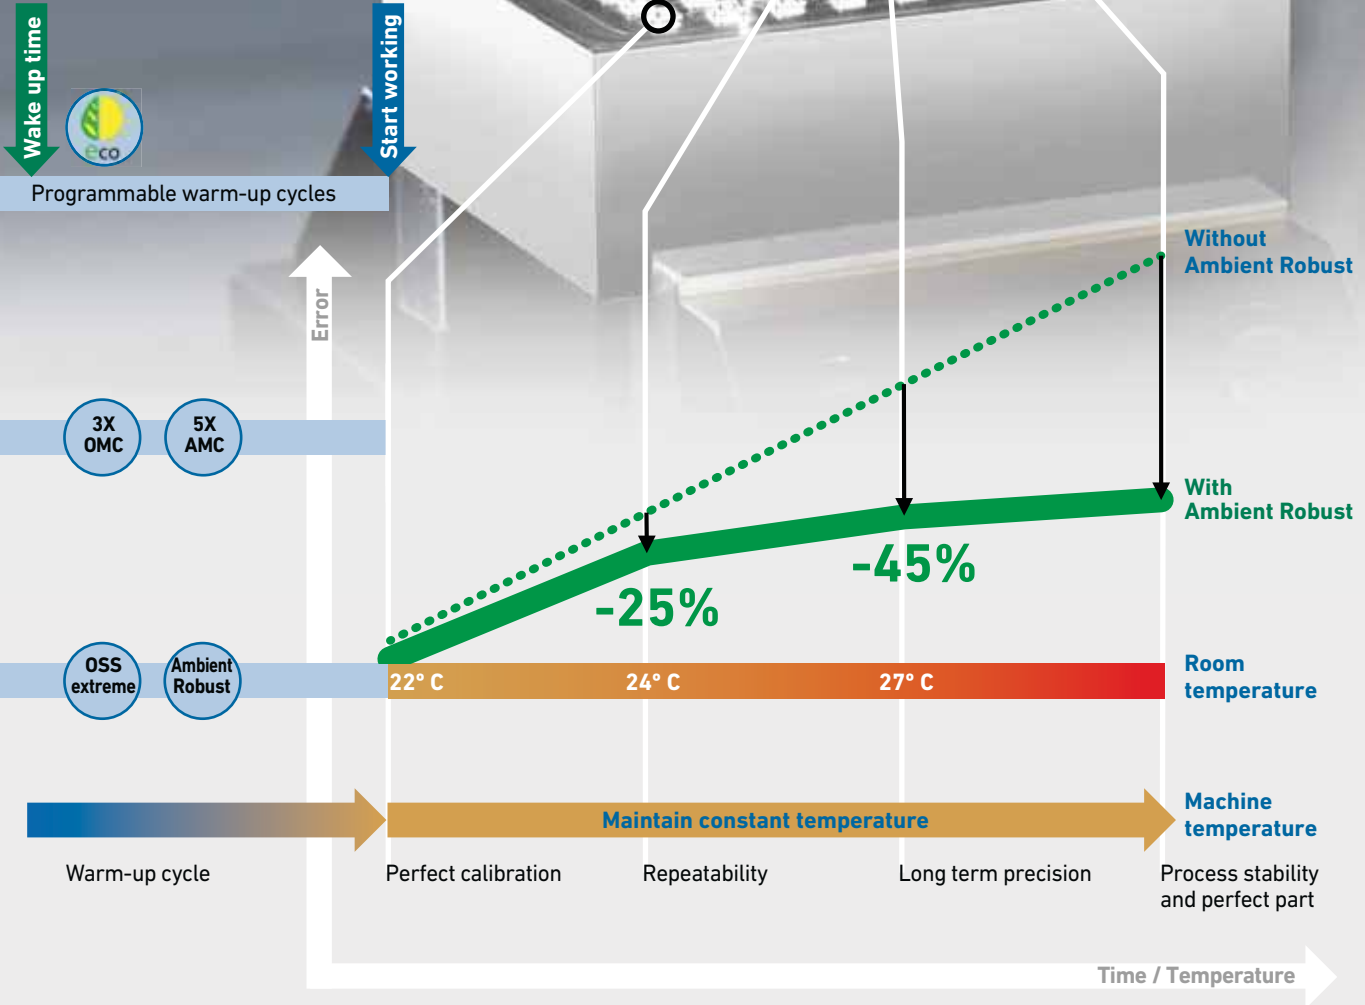 Wake up time
Start working
eco
Programmable warm-up cycles
Error
Without
Ambient Robust
3X
OMC
5X
AMC
With
Ambient Robust
-45%
-25%
OSS
extreme
Ambient
Robust
22° C
24° C
27° C
Room
temperature
Maintain constant temperature
Machine
temperature
Warm-up cycle
Perfect calibration
Repeatability
Long term precision
Process stability
and perfect part
Time / Temperature